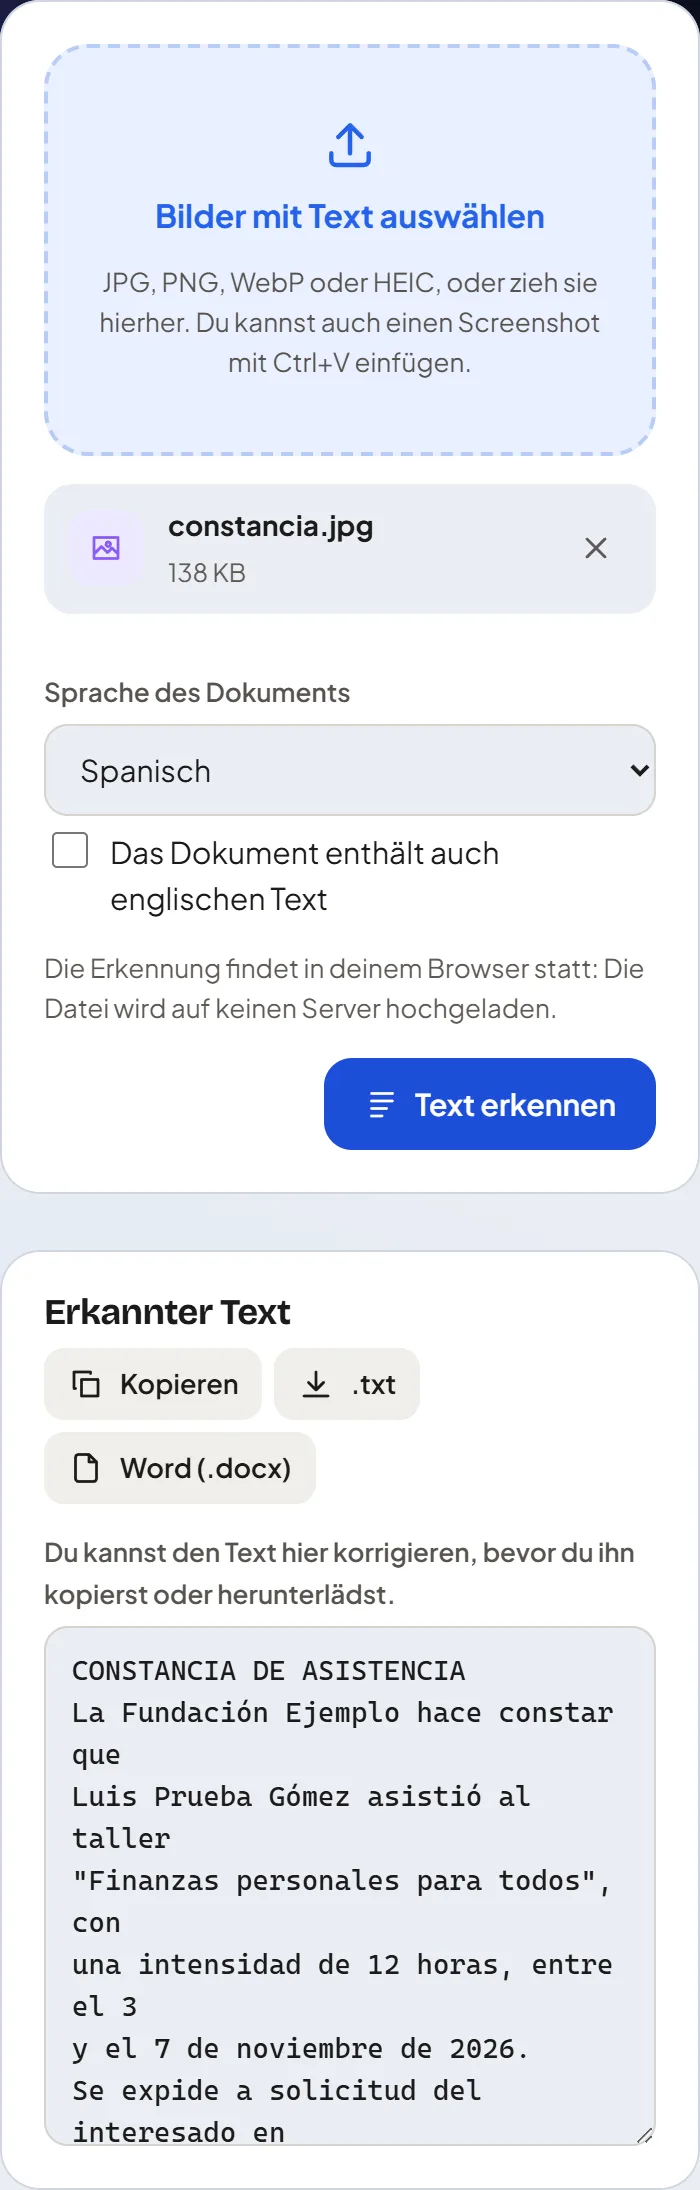 Bilder mit Text auswählen
JPG, PNG, WebP oder HEIC, oder zieh sie
hierher. Du kannst auch einen Screenshot
mit Ctrl+V einfügen.
constancia.jpg
138 KB
Sprache des Dokuments
Spanisch
Das Dokument enthält auch
englischen Text
Die Erkennung findet in deinem Browser statt: Die
Datei wird auf keinen Server hochgeladen.
Text erkennen
Erkannter Text
Kopieren
.txt
Word (.docx)
Du kannst den Text hier korrigieren, bevor du ihn
kopierst oder herunterlädst.
CONSTANCIA DE ASISTENCIA
La Fundación Ejemplo hace constar
que
Luis Prueba Gómez asistió al
taller
"Finanzas personales para todos",
con
una intensidad de 12 horas, entre
el 3
y el 7 de noviembre de 2026.
Se expide a solicitud del
interesado en